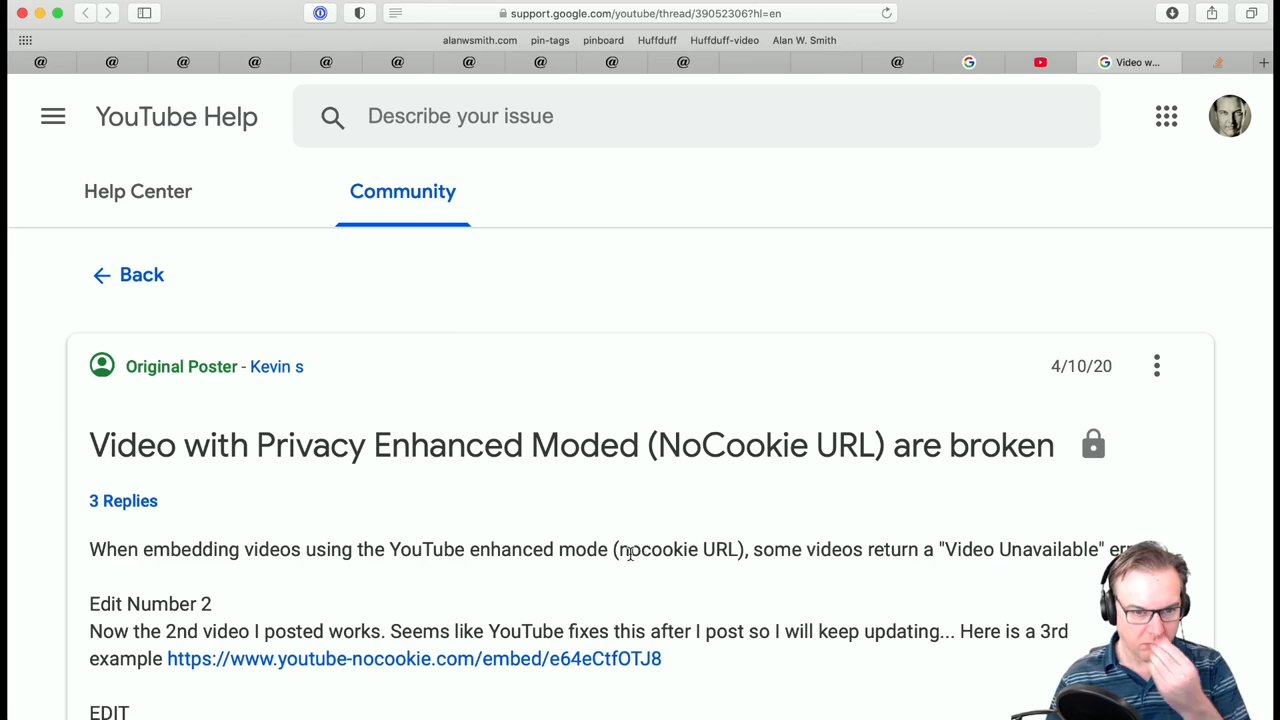 support.google.com/youtube/thread/39052306?hl=en
alanwsmith.com pin-tags pinboard Huffduff Huffduff-video Alan W. Smith
@ @ @ @ @ @ @ @ @ @ @ G Video w... +
YouTube Help
Describe your issue
Help Center
Community
← Back
Original Poster - Kevin s
4/10/20
Video with Privacy Enhanced Moded (NoCookie URL) are broken
3 Replies
When embedding videos using the YouTube enhanced mode (nocookie URL), some videos return a "Video Unavailable"
Edit Number 2
Now the 2nd video I posted works. Seems like YouTube fixes this after I post so I will keep updating... Here is a 3rd
example https://www.youtube-nocookie.com/embed/e64eCtfOTJ8
EDIT